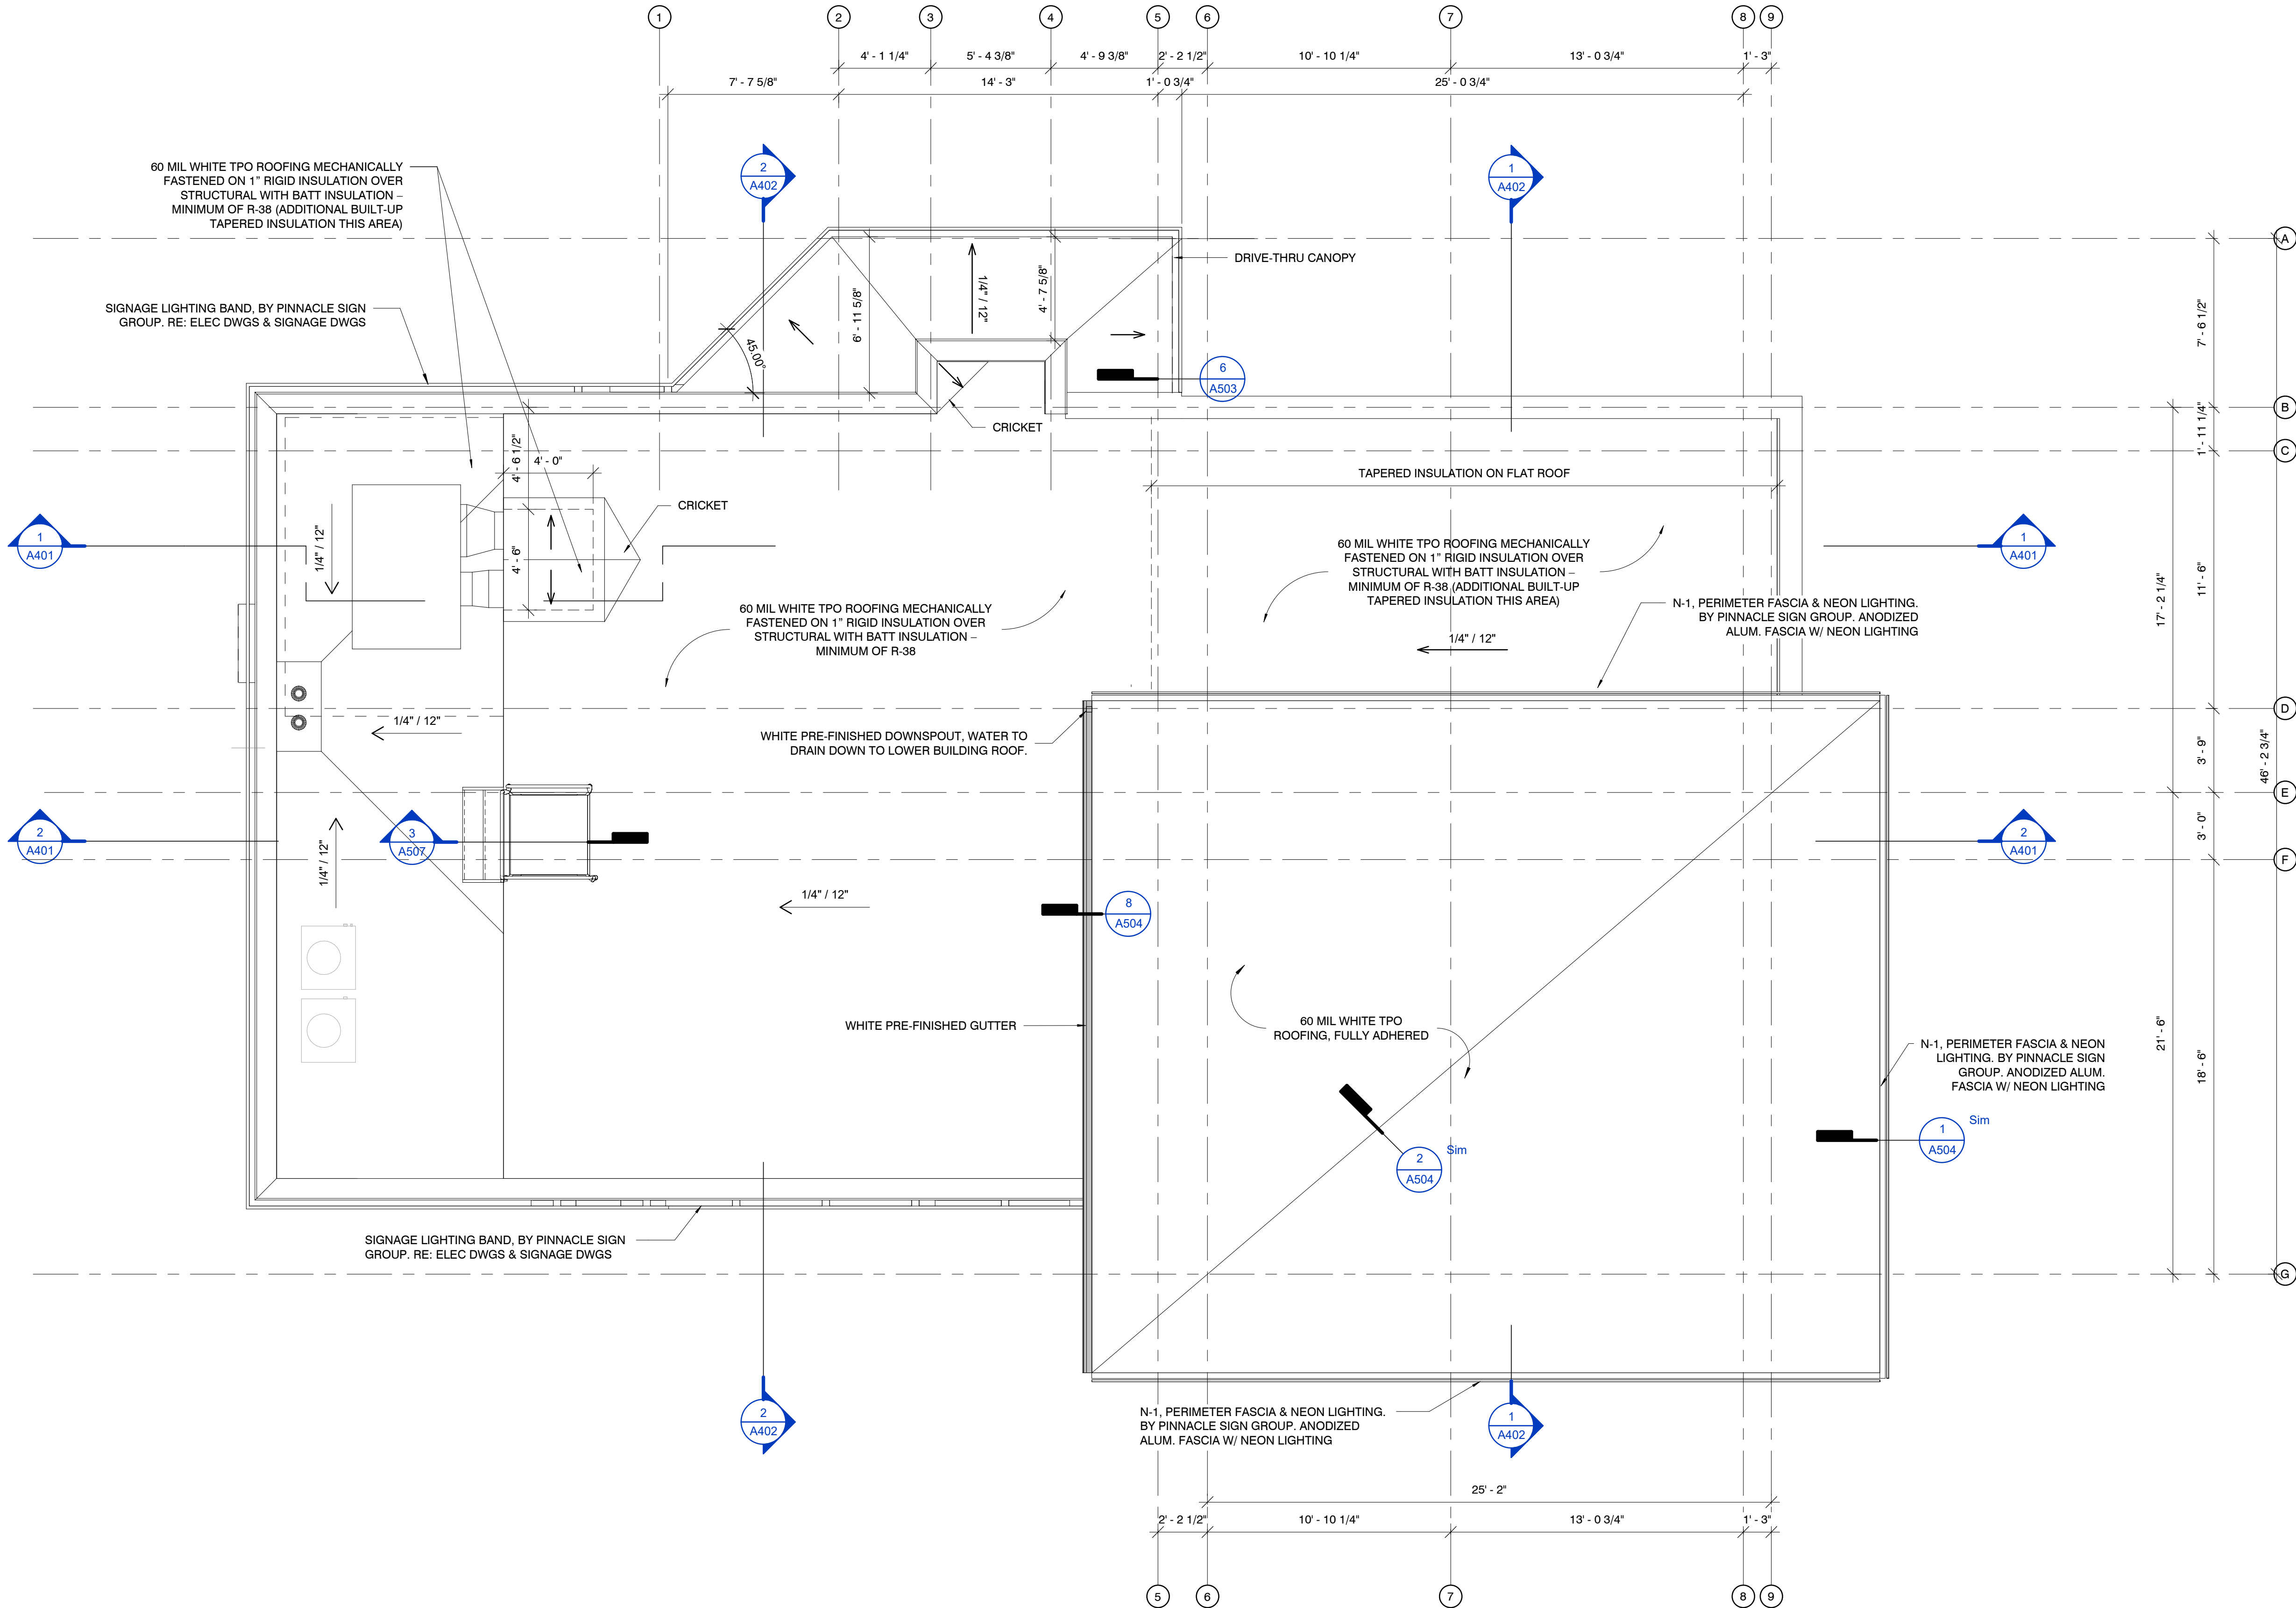 1
2
3
4
5
6
7
8
9
4' - 1 1/4"
5' - 4 3/8"
4' - 9 3/8"
2' - 2 1/2"
10' - 10 1/4"
13' - 0 3/4"
1' - 3"
7' - 7 5/8"
14' - 3"
1' - 0 3/4"
25' - 0 3/4"
60 MIL WHITE TPO ROOFING MECHANICALLY
FASTENED ON 1" RIGID INSULATION OVER
STRUCTURAL WITH BATT INSULATION –
MINIMUM OF R-38 (ADDITIONAL BUILT-UP
TAPERED INSULATION THIS AREA)
2
A402
1
A402
A
DRIVE-THRU CANOPY
SIGNAGE LIGHTING BAND, BY PINNACLE SIGN
GROUP. RE: ELEC DWGS & SIGNAGE DWGS
6' - 11 5/8"
1/4" / 12"
4' - 7 5/8"
45.00°
7' - 6 1/2"
6
A503
B
CRICKET
1' - 11 1/4"
C
4' - 6 1/2"
4' - 0"
TAPERED INSULATION ON FLAT ROOF
CRICKET
1
A401
1/4" / 12"
4' - 6"
60 MIL WHITE TPO ROOFING MECHANICALLY
FASTENED ON 1" RIGID INSULATION OVER
STRUCTURAL WITH BATT INSULATION –
MINIMUM OF R-38 (ADDITIONAL BUILT-UP
TAPERED INSULATION THIS AREA)
1
A401
11' - 6"
17' - 2 1/4"
60 MIL WHITE TPO ROOFING MECHANICALLY
FASTENED ON 1" RIGID INSULATION OVER
STRUCTURAL WITH BATT INSULATION –
MINIMUM OF R-38
N-1, PERIMETER FASCIA & NEON LIGHTING.
BY PINNACLE SIGN GROUP. ANODIZED
ALUM. FASCIA W/ NEON LIGHTING
1/4" / 12"
D
1/4" / 12"
WHITE PRE-FINISHED DOWNSPOUT, WATER TO
DRAIN DOWN TO LOWER BUILDING ROOF.
3' - 9"
46' - 2 3/4"
E
2
A401
1/4" / 12"
3
A507
2
A401
3' - 0"
F
1/4" / 12"
8
A504
WHITE PRE-FINISHED GUTTER
60 MIL WHITE TPO
ROOFING, FULLY ADHERED
21' - 6"
18' - 6"
N-1, PERIMETER FASCIA & NEON
LIGHTING. BY PINNACLE SIGN
GROUP. ANODIZED ALUM.
FASCIA W/ NEON LIGHTING
1
A504
Sim
2
A504
Sim
SIGNAGE LIGHTING BAND, BY PINNACLE SIGN
GROUP. RE: ELEC DWGS & SIGNAGE DWGS
G
2
A402
N-1, PERIMETER FASCIA & NEON LIGHTING.
BY PINNACLE SIGN GROUP. ANODIZED
ALUM. FASCIA W/ NEON LIGHTING
1
A402
25' - 2"
2' - 2 1/2"
10' - 10 1/4"
13' - 0 3/4"
1' - 3"
5
6
7
8
9